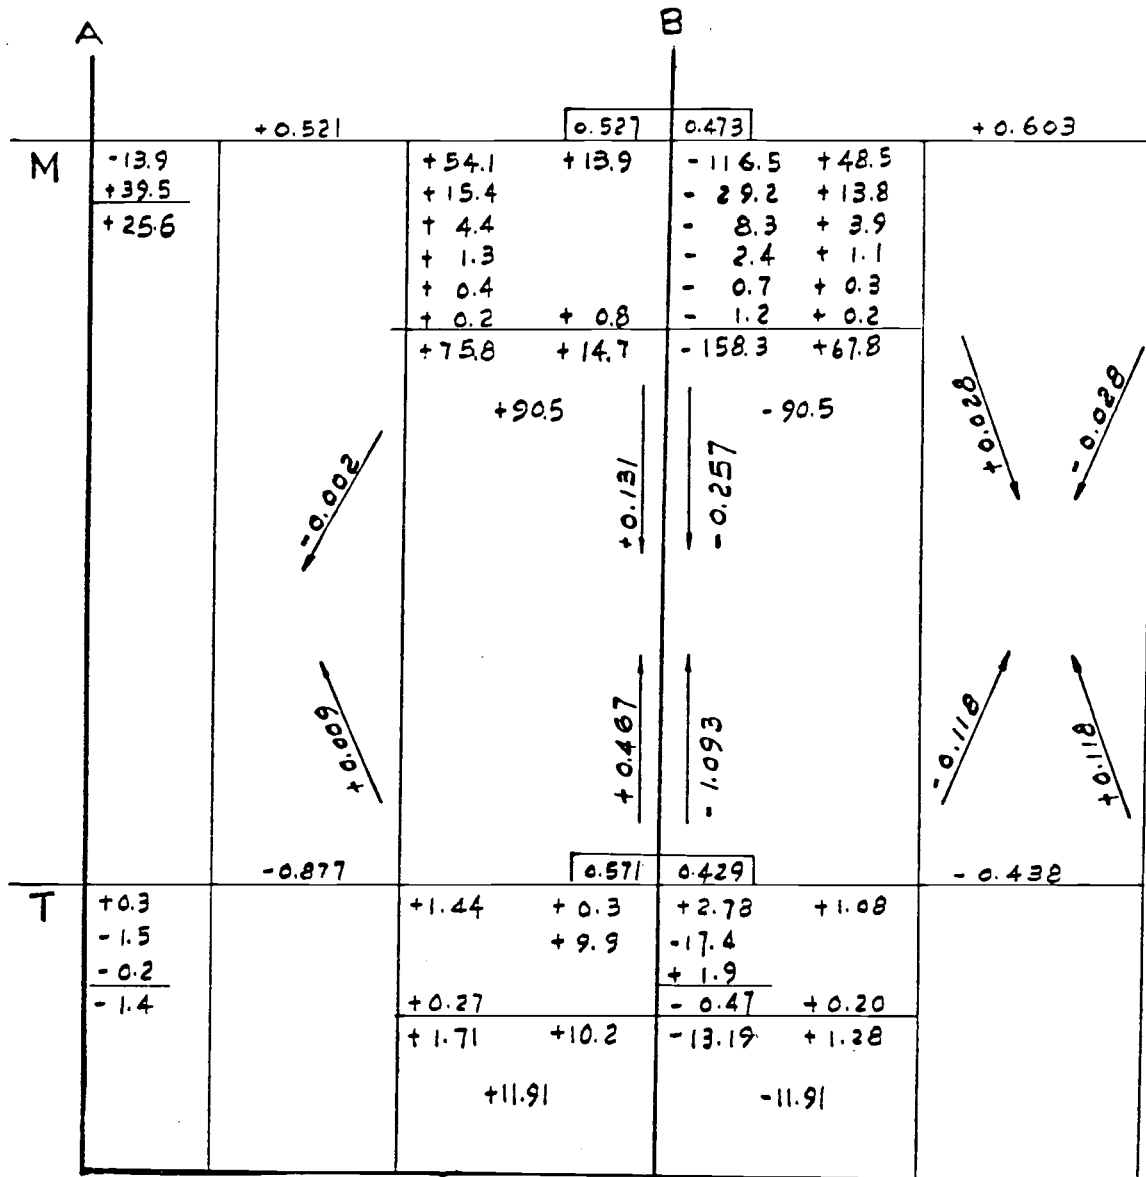 A B
+0.521 0.527 0.473 +0.603
M -13.9 +54.1 +13.9 -116.5 +48.5
+39.5 +15.4 - 29.2 +13.8
+25.6 + 4.4 - 8.3 + 3.9
+ 1.3 - 2.4 + 1.1
+ 0.4 - 0.7 + 0.3
+ 0.2 + 0.8 - 1.2 + 0.2
+75.8 +14.7 -158.3 +67.8
+90.5 -90.5
-0.002 +0.131 -0.257 +0.028 -0.028
+0.009 +0.467 -1.093 -0.118 +0.118
-0.877 0.571 0.429 -0.438
T +0.3 +1.44 +0.3 +2.78 +1.08
-1.5 +9.9 -17.4
-0.2 + 1.9
-1.4 +0.27 - 0.47 +0.20
+1.71 +10.2 -13.19 +1.28
+11.91 -11.91